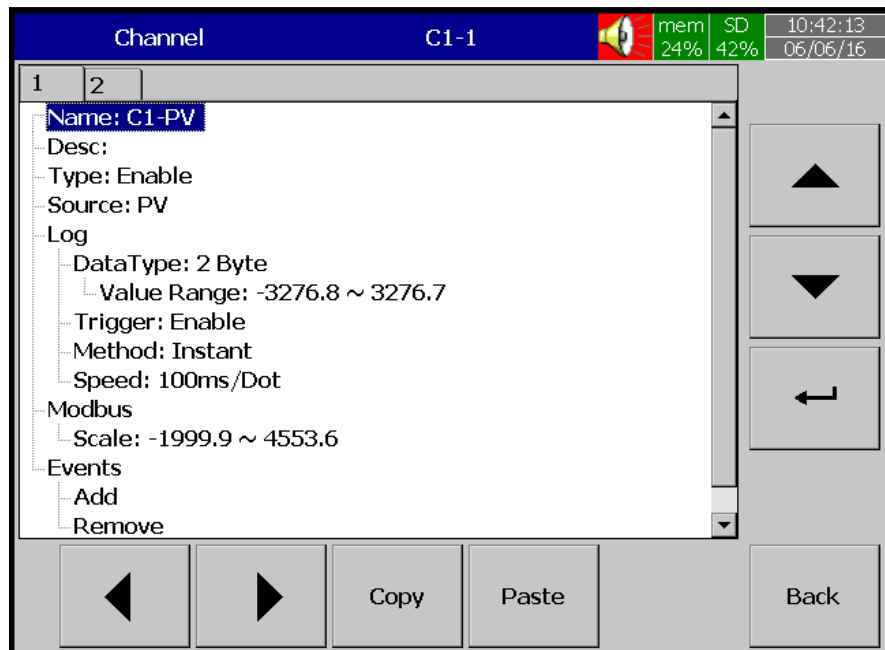 Channel C1-1 mem SD 10:42:13
24% 42% 06/06/16
1 2
Name: C1-PV
Desc:
Type: Enable
Source: PV
Log
DataType: 2 Byte
Value Range: -3276.8 ~ 3276.7
Trigger: Enable
Method: Instant
Speed: 100ms/Dot
Modbus
Scale: -1999.9 ~ 4553.6
Events
Add
Remove
Copy Paste Back